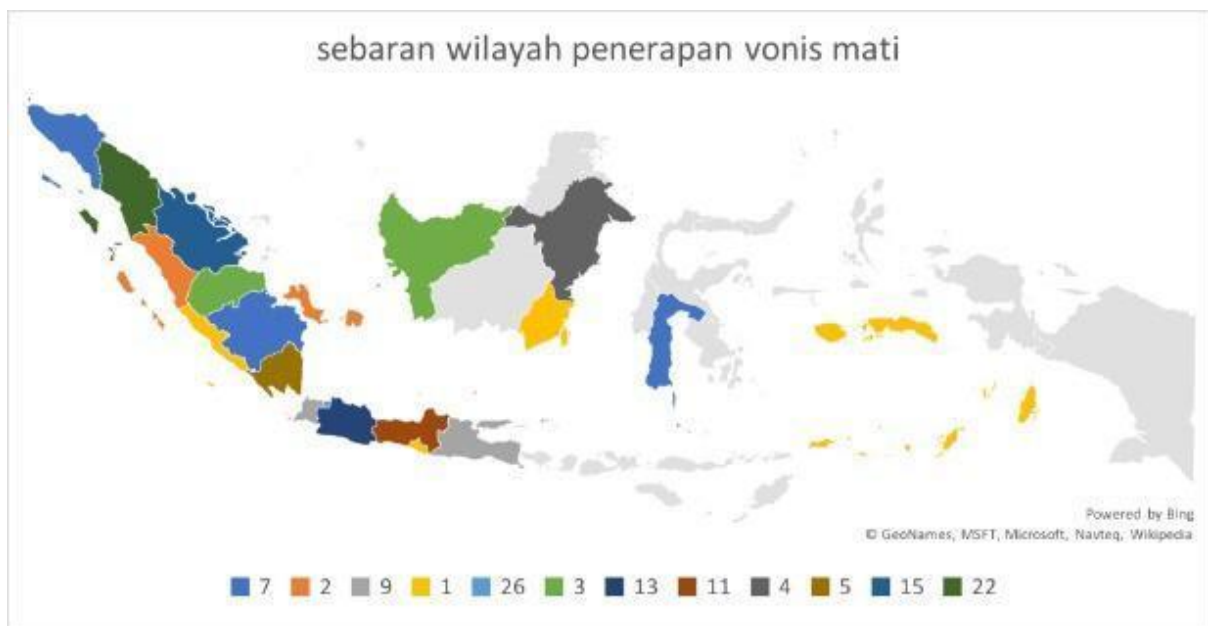 sebaran wilayah penerapan vonis mati
Powered by Bing
© GeoNames, MSFT, Microsoft, Navteq, Wikipedia
7 2 9 1 26 3 13 11 4 5 15 22